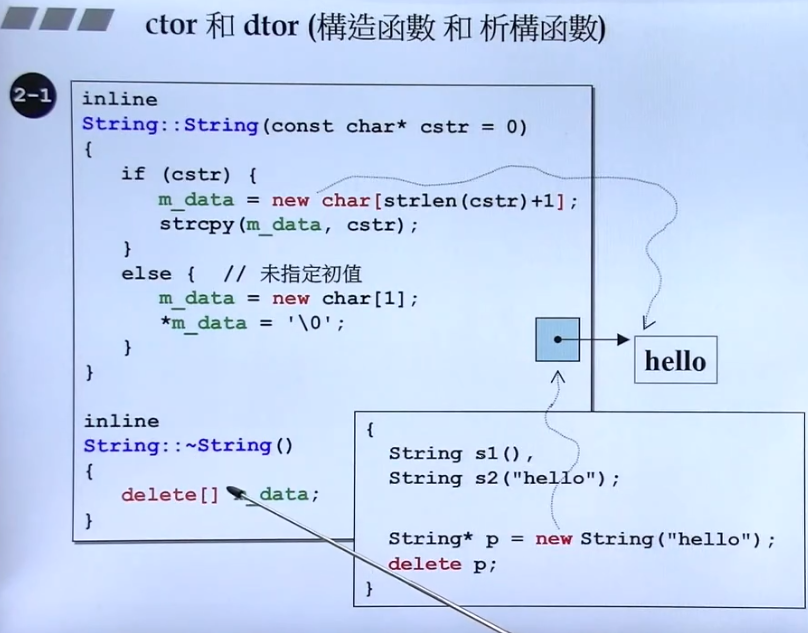 ctor 和 dtor (構造函數 和 析構函數)
2-1
inline
String::String(const char* cstr = 0)
{
if (cstr) {
m_data = new char[strlen(cstr)+1];
strcpy(m_data, cstr);
}
else { // 未指定初值
m_data = new char[1];
*m_data = '\0';
}
}
hello
inline
String::~String()
{
delete[] m_data;
}
{
String s1(),
String s2("hello");
String* p = new String("hello");
delete p;
}